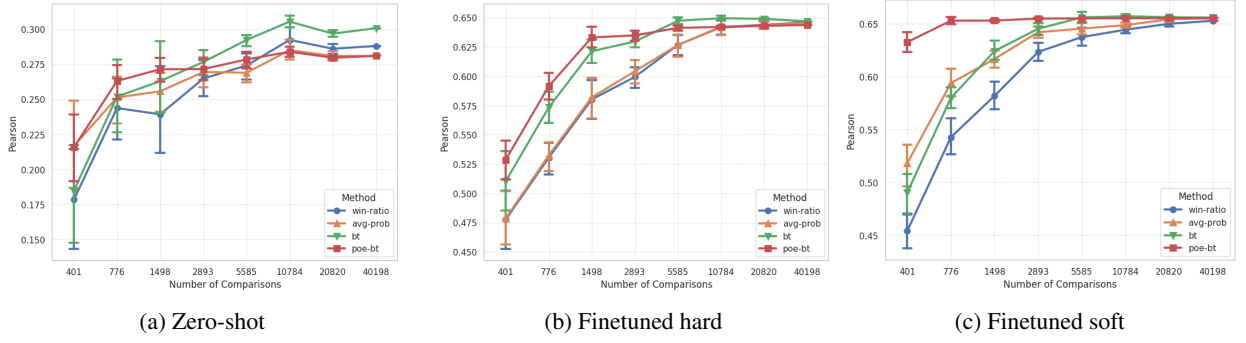 0.300
0.275
0.250
0.225
0.200
0.175
0.150
Pearson
Method
win-ratio
avg-prob
bt
poe-bt
401 776 1498 2893 5585 10784 20820 40198
Number of Comparisons
(a) Zero-shot
0.650
0.625
0.600
0.575
0.550
0.525
0.500
0.475
0.450
Pearson
Method
win-ratio
avg-prob
bt
poe-bt
401 776 1498 2893 5585 10784 20820 40198
Number of Comparisons
(b) Finetuned hard
0.65
0.60
0.55
0.50
0.45
Pearson
Method
win-ratio
avg-prob
bt
poe-bt
401 776 1498 2893 5585 10784 20820 40198
Number of Comparisons
(c) Finetuned soft